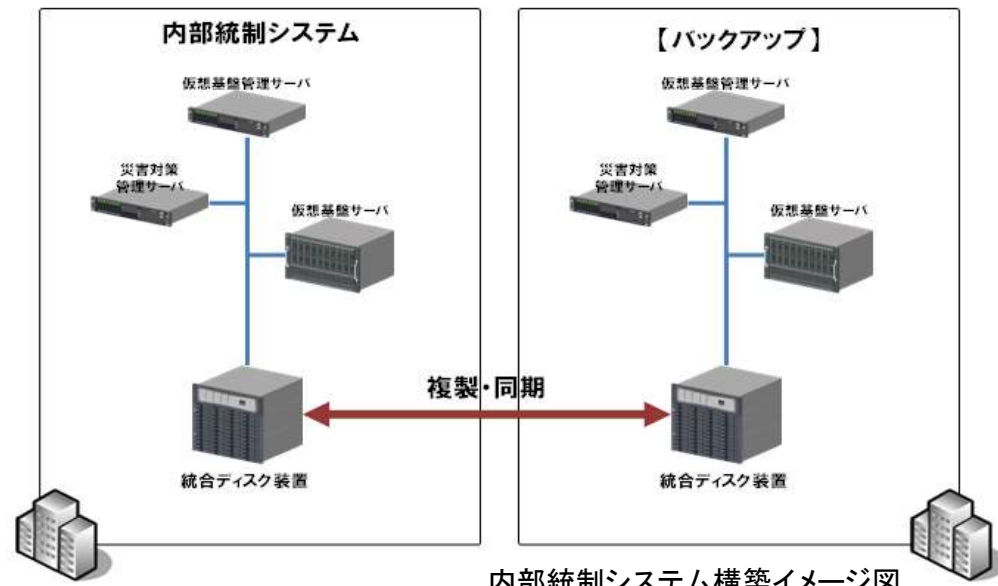 内部統制システム
仮想基盤管理サーバ
災害対策
管理サーバ
仮想基盤サーバ
統合ディスク装置
複製・同期
【バックアップ】
仮想基盤管理サーバ
災害対策
管理サーバ
仮想基盤サーバ
統合ディスク装置
内部統制システム構築イメージ図